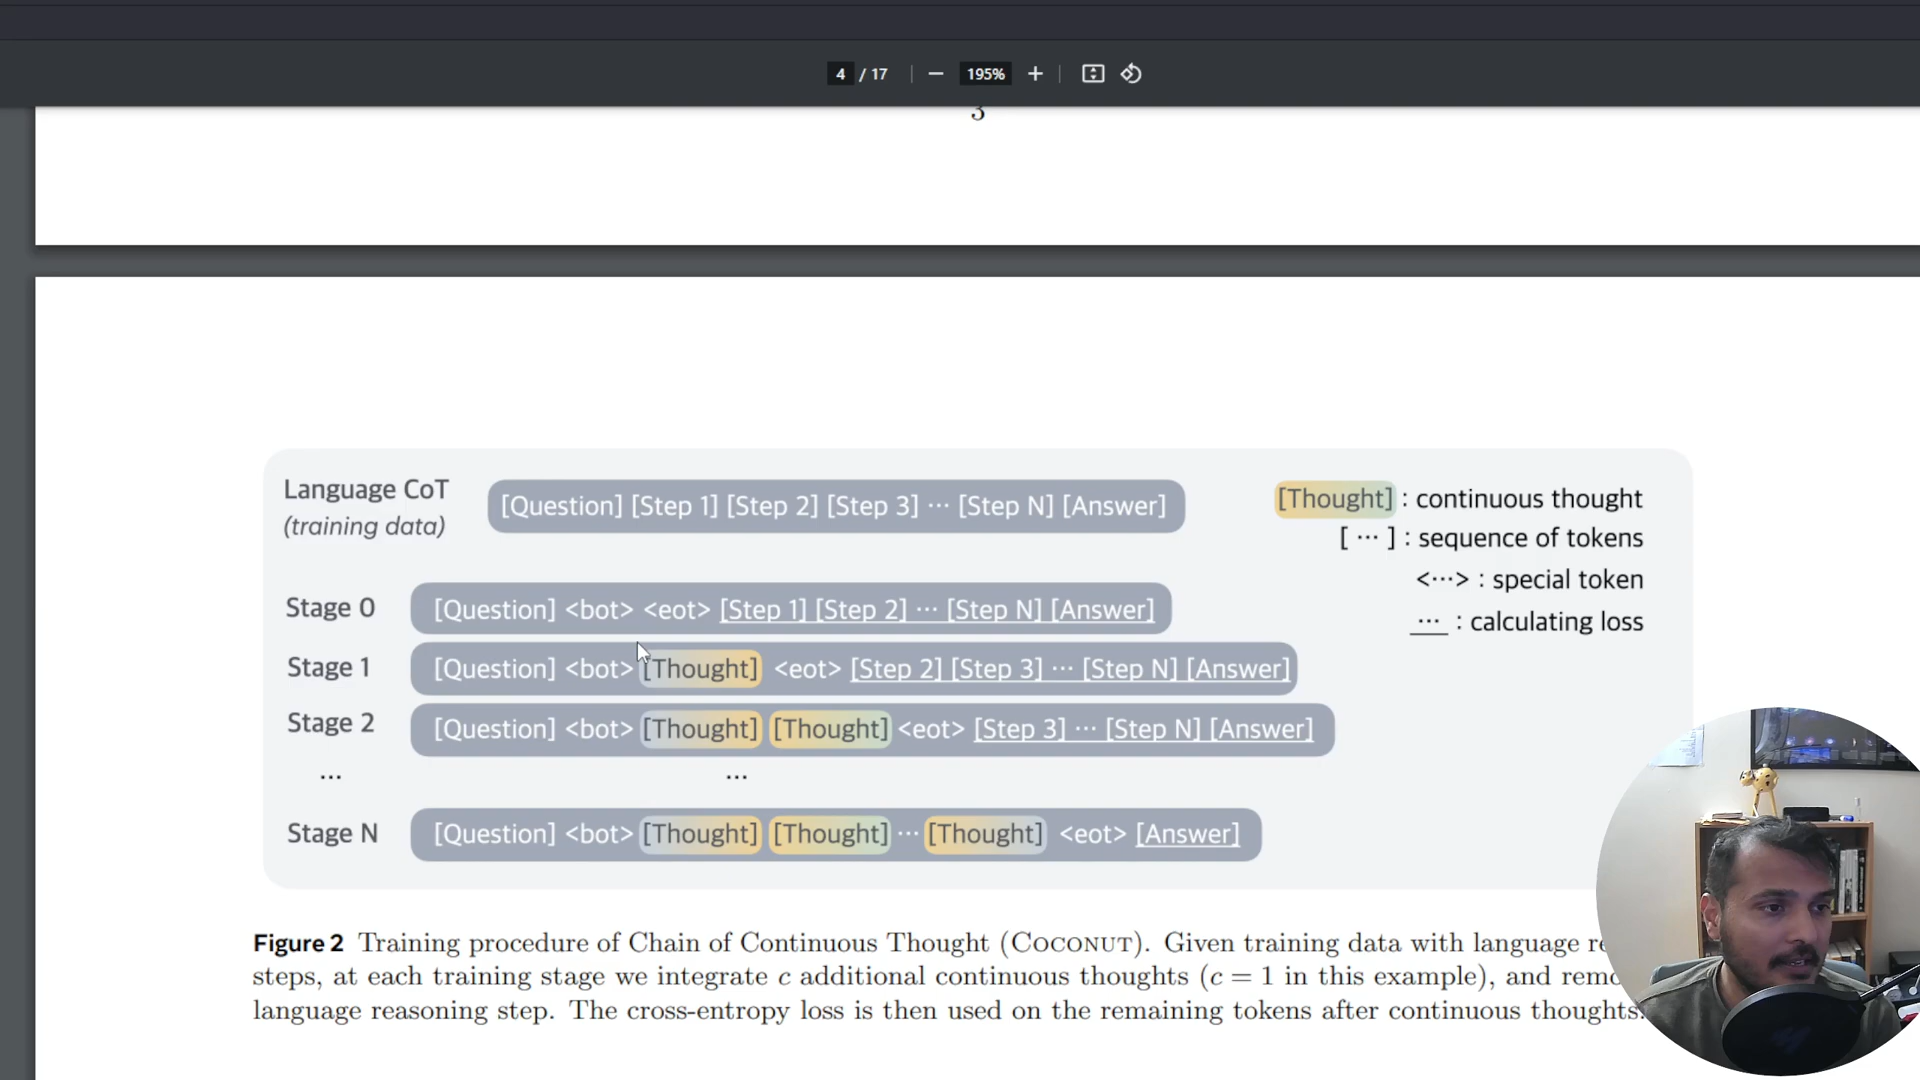 4 / 17 — 195% +
3
Language CoT
(training data)
[Question] [Step 1] [Step 2] [Step 3] ⋯ [Step N] [Answer]
[Thought] : continuous thought
[ ⋯ ] : sequence of tokens
<⋯> : special token
⋯ : calculating loss
Stage 0 [Question] <bot> <eot> [Step 1] [Step 2] ⋯ [Step N] [Answer]
Stage 1 [Question] <bot> [Thought] <eot> [Step 2] [Step 3] ⋯ [Step N] [Answer]
Stage 2 [Question] <bot> [Thought] [Thought] <eot> [Step 3] ⋯ [Step N] [Answer]
⋯ ⋯
Stage N [Question] <bot> [Thought] [Thought] ⋯ [Thought] <eot> [Answer]
Figure 2 Training procedure of Chain of Continuous Thought (COCONUT). Given training data with language
steps, at each training stage we integrate c additional continuous thoughts (c = 1 in this example), and
language reasoning step. The cross-entropy loss is then used on the remaining tokens after continuous thoughts.